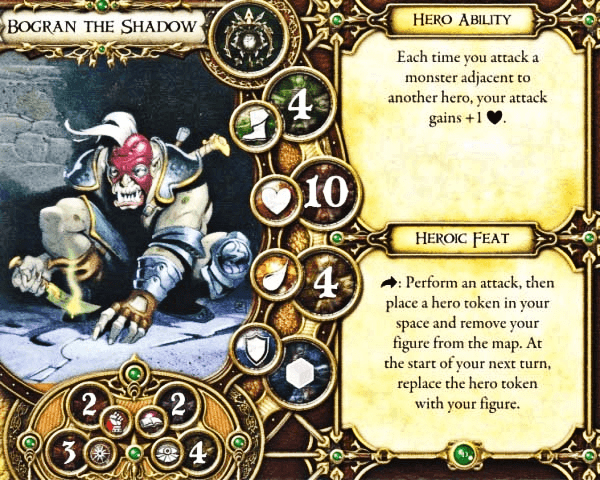 Bogran the Shadow
4
10
4
2
2
3
4
Hero Ability
Each time you attack a
monster adjacent to
another hero, your attack
gains +1 ♥.
Heroic Feat
: Perform an attack, then
place a hero token in your
space and remove your
figure from the map. At
the start of your next turn,
replace the hero token
with your figure.